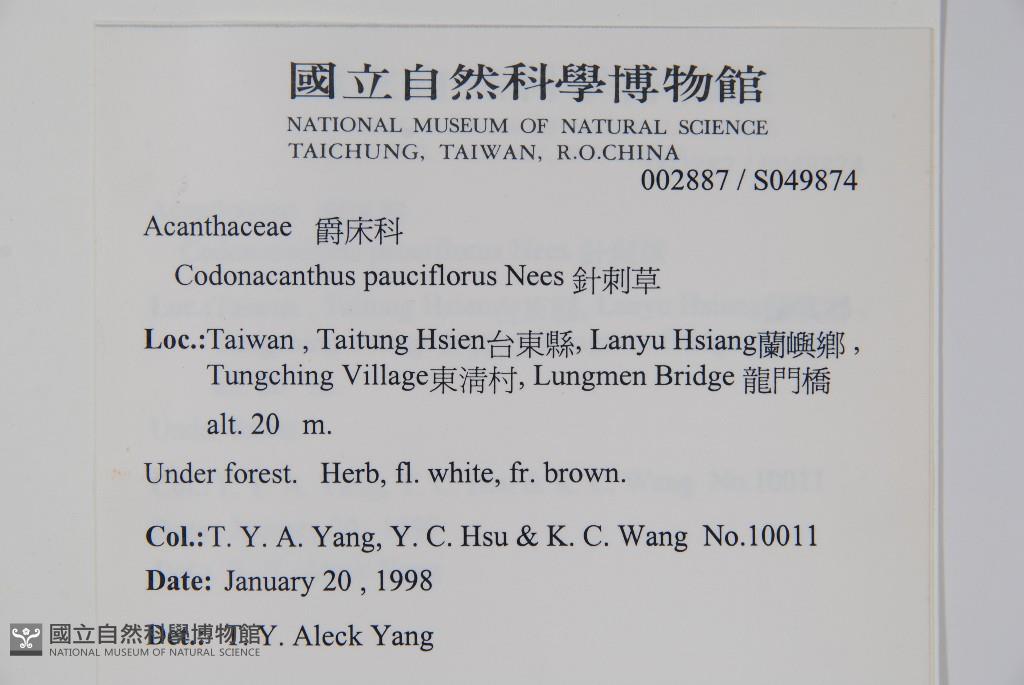 國立自然科學博物館
NATIONAL MUSEUM OF NATURAL SCIENCE
TAICHUNG, TAIWAN, R.O.CHINA
002887 / S049874
Acanthaceae 爵床科
Codonacanthus pauciflorus Nees 針刺草
Loc.:Taiwan , Taitung Hsien台東縣, Lanyu Hsiang蘭嶼鄉 ,
Tungching Village東清村, Lungmen Bridge 龍門橋
alt. 20 m.
Under forest. Herb, fl. white, fr. brown.
Col.:T. Y. A. Yang, Y. C. Hsu & K. C. Wang No.10011
Date: January 20 , 1998
Det.: T. Y. Aleck Yang
國立自然科學博物館
NATIONAL MUSEUM OF NATURAL SCIENCE